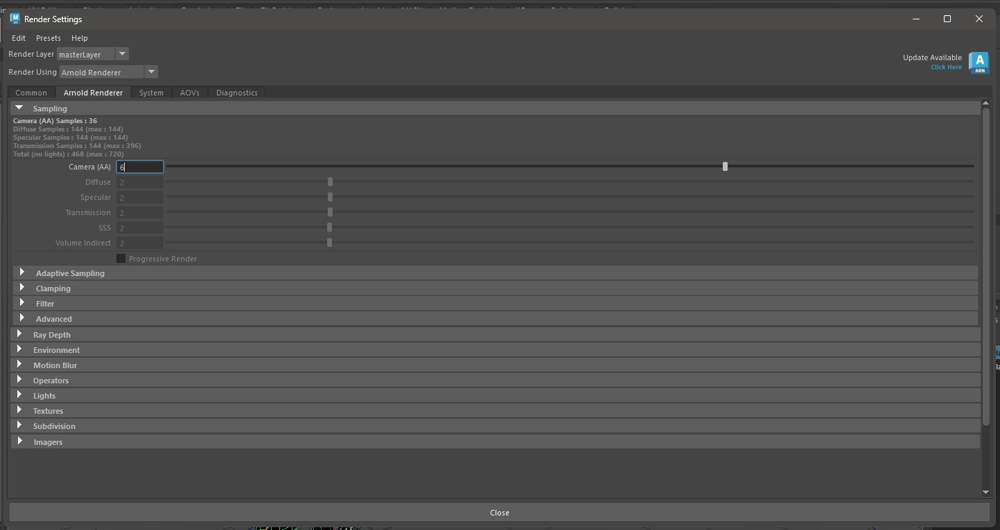 Render Settings
Edit Presets Help
Render Layer masterLayer
Render Using Arnold Renderer
Update Available
Click Here
A
ARN
Common Arnold Renderer System AOVs Diagnostics
Sampling
Camera (AA) Samples : 36
Diffuse Samples : 144 (max : 144)
Specular Samples : 144 (max : 144)
Transmission Samples : 144 (max : 396)
Total (no lights) : 468 (max : 720)
Camera (AA) 6
Diffuse 2
Specular 2
Transmission 2
SSS 2
Volume Indirect 2
Progressive Render
Adaptive Sampling
Clamping
Filter
Advanced
Ray Depth
Environment
Motion Blur
Operators
Lights
Textures
Subdivision
Imagers
Close